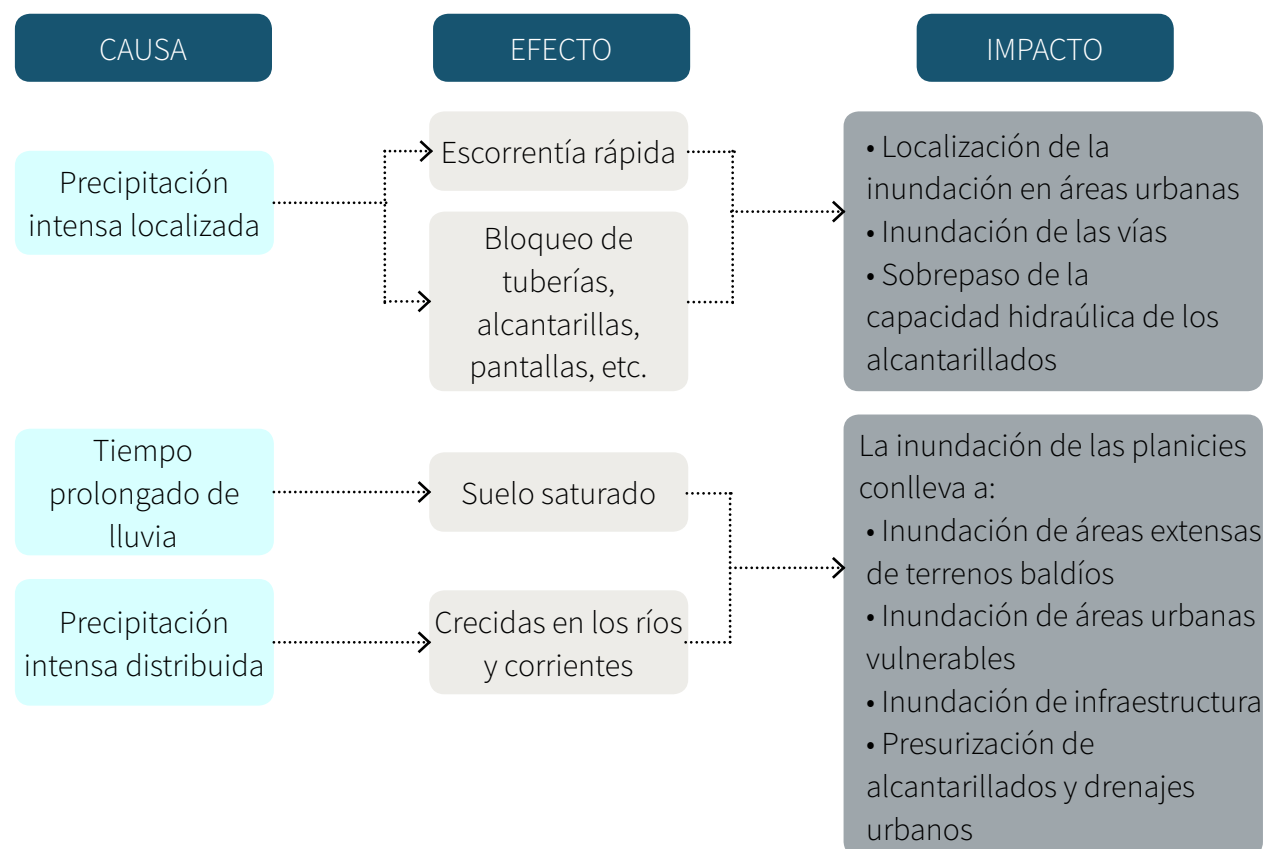 CAUSA
EFECTO
IMPACTO
Precipitación
intensa localizada
Escorrentía rápida
Bloqueo de
tuberías,
alcantarillas,
pantallas, etc.
• Localización de la
inundación en áreas urbanas
• Inundación de las vías
• Sobrepaso de la
capacidad hidraúlica de los
alcantarillados
Tiempo
prolongado de
lluvia
Suelo saturado
Precipitación
intensa distribuida
Crecidas en los ríos
y corrientes
La inundación de las planicies
conlleva a:
• Inundación de áreas extensas
de terrenos baldíos
• Inundación de áreas urbanas
vulnerables
• Inundación de infraestructura
• Presurización de
alcantarillados y drenajes
urbanos